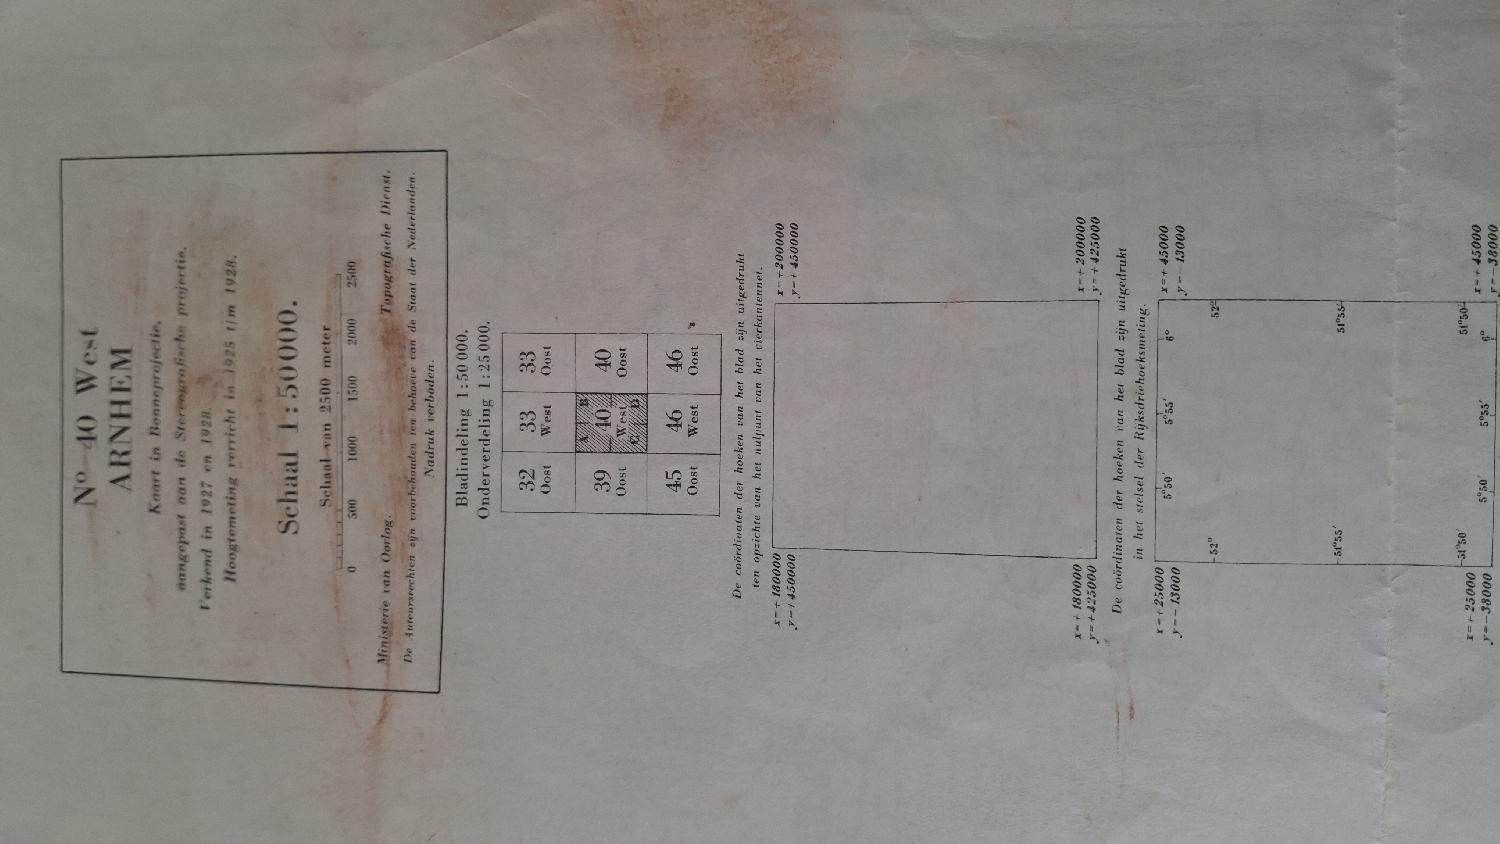 No 40 West
ARNHEM
Kaart in Bonneprojectie,
aangepast aan de Stereografische projectie.
Verkend in 1927 en 1928.
Hoogtemeting verricht in 1925 t/m 1928.
Schaal 1:50000.
Schaal van 2500 meter
0 500 1000 1500 2000 2500
Ministerie van Oorlog. Topografische Dienst.
De Auteursrechten zijn voorbehouden ten behoeve van de Staat der Nederlanden.
Nadruk verboden.
Bladindeling 1:50000.
Onderverdeling 1:25000.
32 Oost 33 West 33 Oost
39 Oost A B 40 West C D 40 Oost
45 Oost 46 West 46 Oost
De coördinaten der hoeken van het blad zijn uitgedrukt
ten opzichte van het nulpunt van het vierkantennet.
x=+180000 x=+200000
y=+450000 y=+450000
x=+180000 x=+200000
y=+425000 y=+425000
De coördinaten der hoeken van het blad zijn uitgedrukt
in het stelsel der Rijksdriehoeksmeting.
x=+25000 x=+45000
y=-13000 y=-13000
5°50' 5°55' 6°
52° 52°
51°55' 51°55'
51°50' 51°50'
5°50' 5°55' 6°
x=+25000 x=+45000
y=-38000 y=-38000